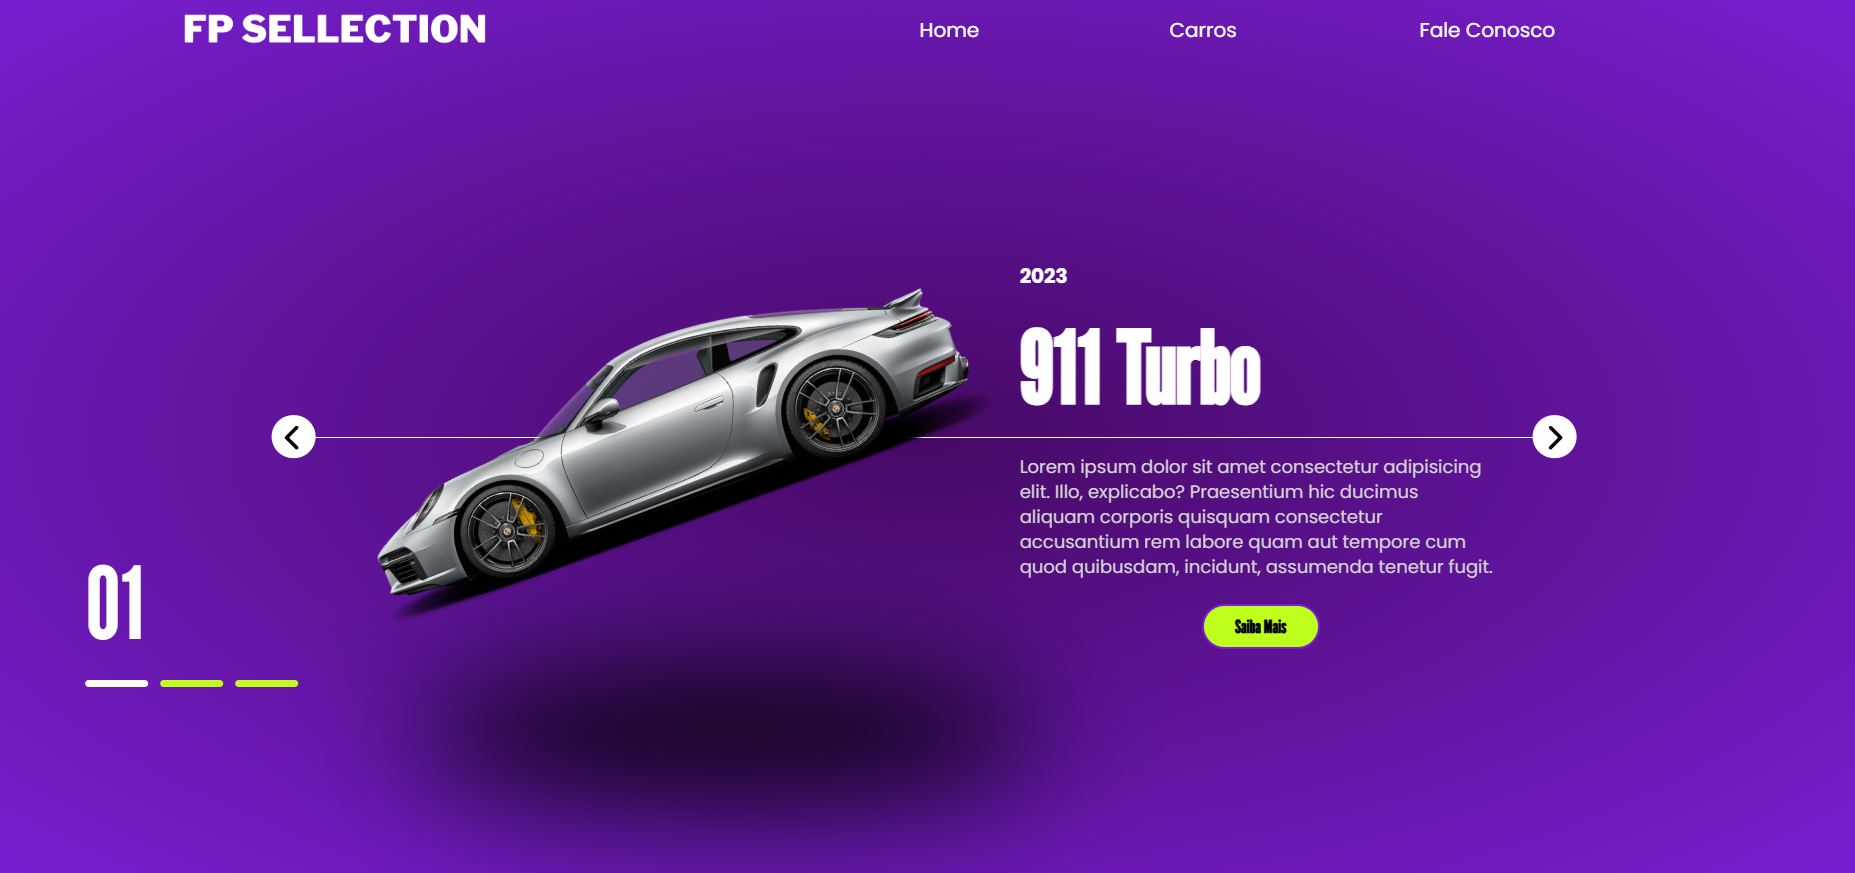 FP SELLECTION
Home
Carros
Fale Conosco
2023
911 Turbo
Lorem ipsum dolor sit amet consectetur adipisicing
elit. Illo, explicabo? Praesentium hic ducimus
aliquam corporis quisquam consectetur
accusantium rem labore quam aut tempore cum
quod quibusdam, incidunt, assumenda tenetur fugit.
Saiba Mais
01